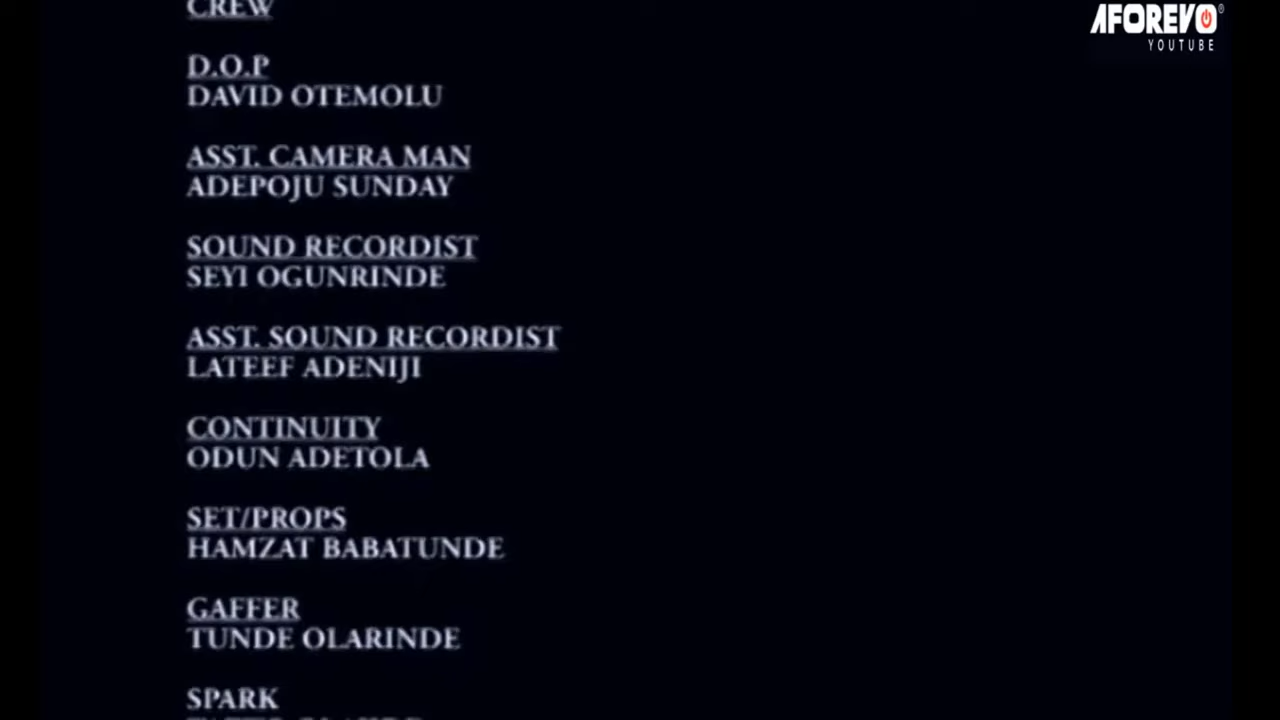 CREW
AFOREVO
YOUTUBE
D.O.P
DAVID OTEMOLU
ASST. CAMERA MAN
ADEPOJU SUNDAY
SOUND RECORDIST
SEYI OGUNRINDE
ASST. SOUND RECORDIST
LATEEF ADENIJI
CONTINUITY
ODUN ADETOLA
SET/PROPS
HAMZAT BABATUNDE
GAFFER
TUNDE OLARINDE
SPARK